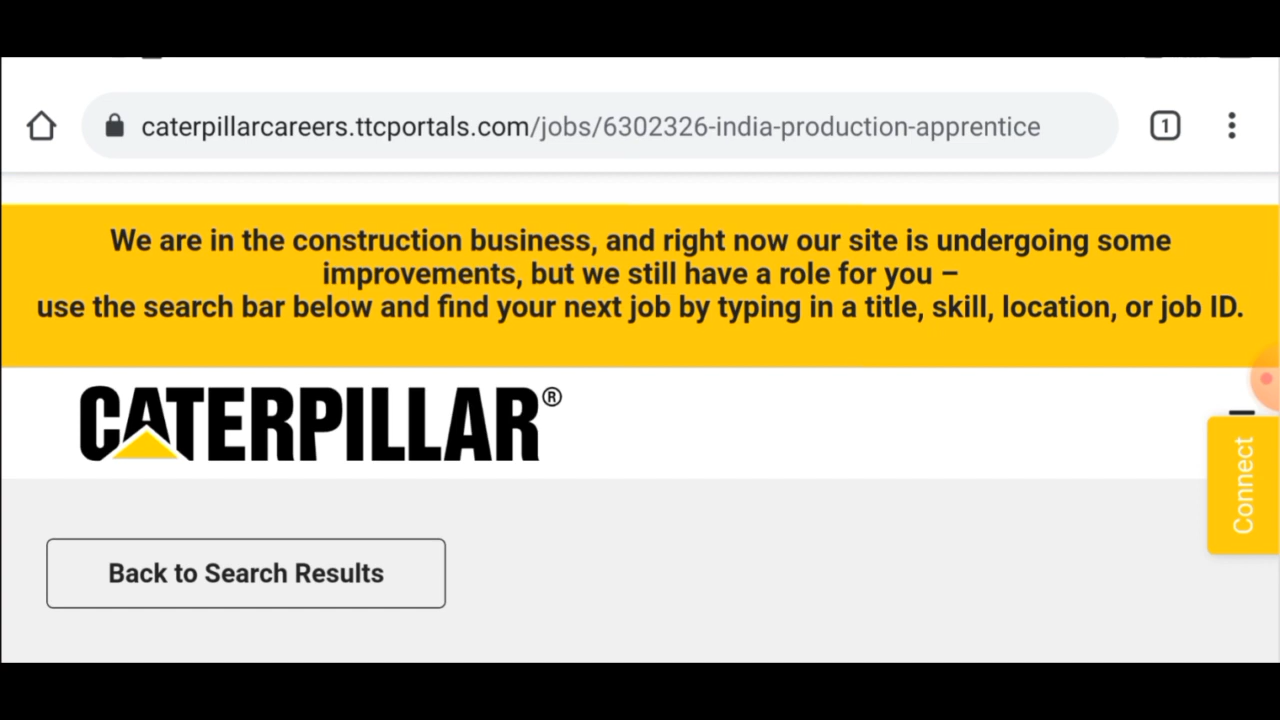 caterpillarcareers.ttcportals.com/jobs/6302326-india-production-apprentice
1
We are in the construction business, and right now our site is undergoing some
improvements, but we still have a role for you –
use the search bar below and find your next job by typing in a title, skill, location, or job ID.
CATERPILLAR®
Connect
Back to Search Results